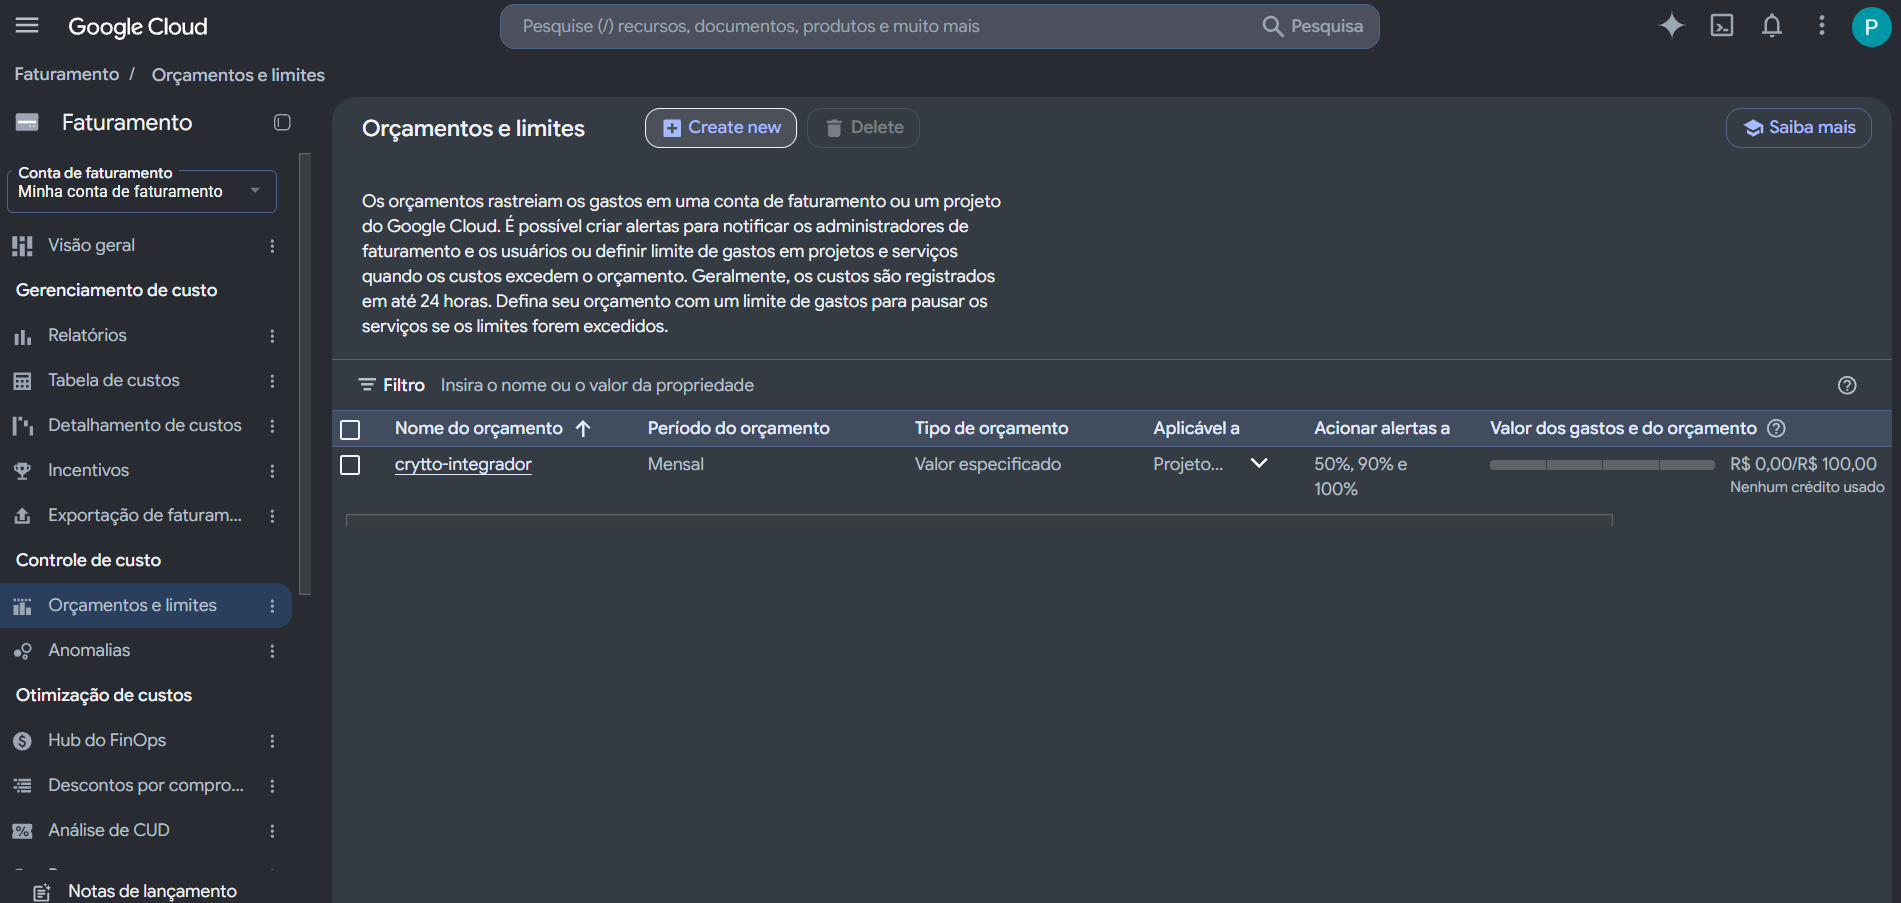 Google Cloud
Pesquise (/) recursos, documentos, produtos e muito mais
Pesquisa
P
Faturamento / Orçamentos e limites
Faturamento
Conta de faturamento
Minha conta de faturamento
Visão geral
Gerenciamento de custo
Relatórios
Tabela de custos
Detalhamento de custos
Incentivos
Exportação de faturam...
Controle de custo
Orçamentos e limites
Anomalias
Otimização de custos
Hub do FinOps
Descontos por compro...
Análise de CUD
Notas de lançamento
Orçamentos e limites
Create new
Delete
Saiba mais
Os orçamentos rastreiam os gastos em uma conta de faturamento ou um projeto
do Google Cloud. É possível criar alertas para notificar os administradores de
faturamento e os usuários ou definir limite de gastos em projetos e serviços
quando os custos excedem o orçamento. Geralmente, os custos são registrados
em até 24 horas. Defina seu orçamento com um limite de gastos para pausar os
serviços se os limites forem excedidos.
Filtro Insira o nome ou o valor da propriedade
Nome do orçamento Período do orçamento Tipo de orçamento Aplicável a Acionar alertas a Valor dos gastos e do orçamento
crytto-integrador Mensal Valor especificado Projeto... 50%, 90% e R$ 0,00/R$ 100,00
100% Nenhum crédito usado